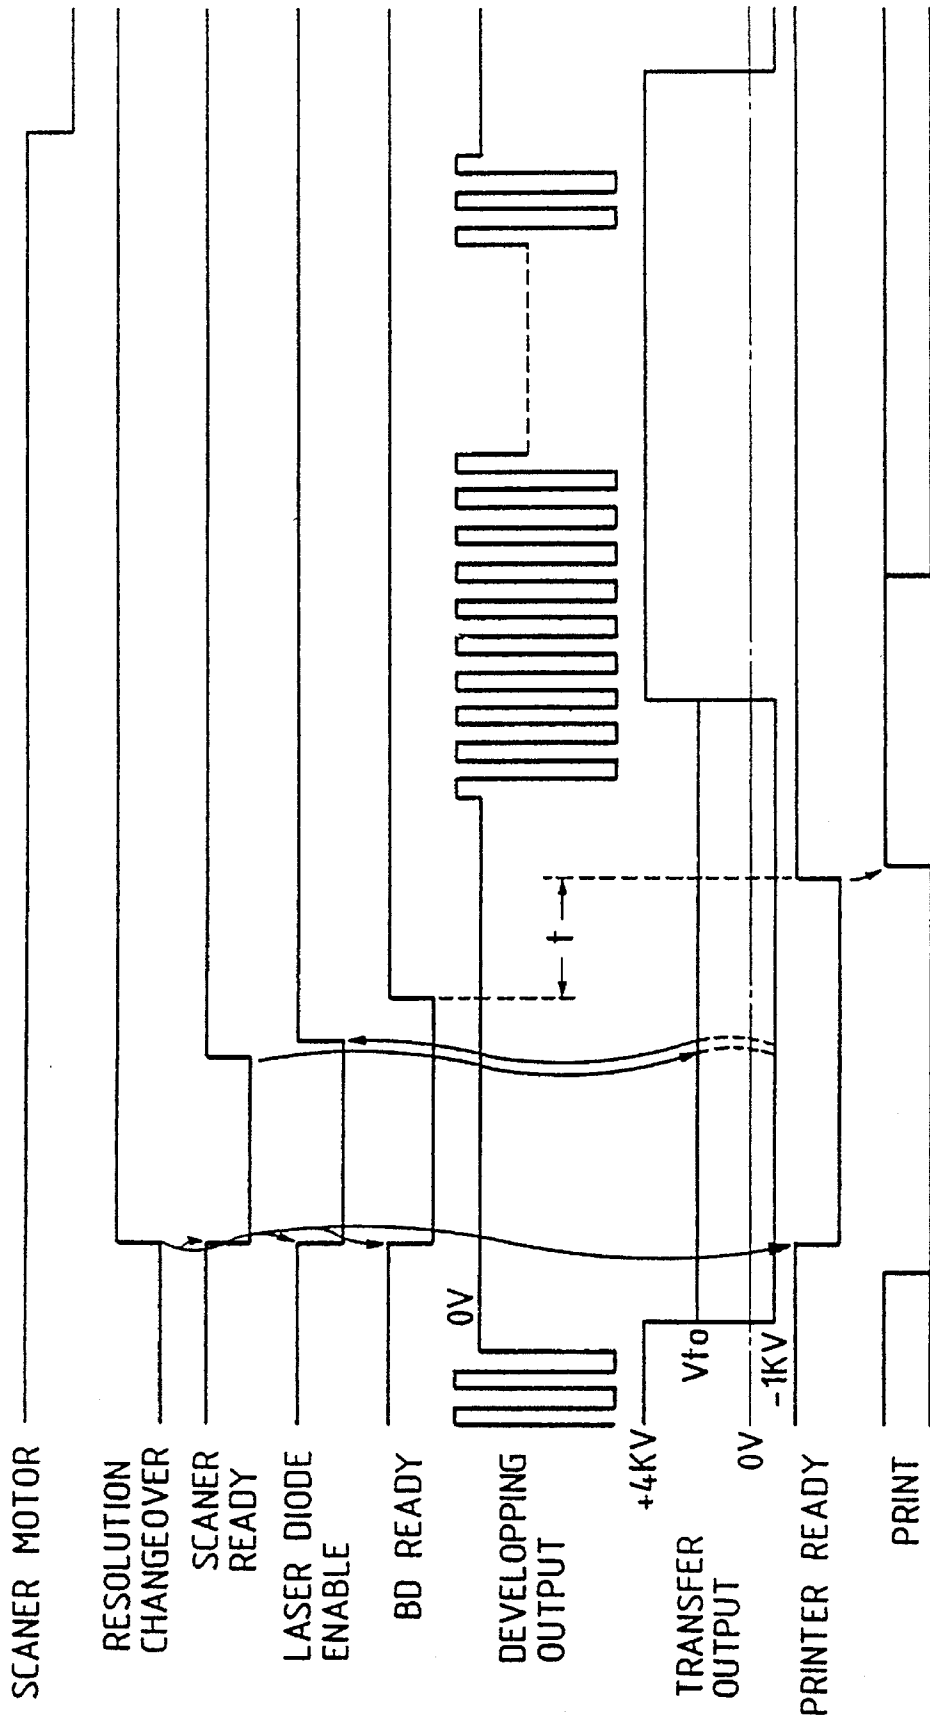 SCANER MOTOR
RESOLUTION
CHANGEOVER
SCANER
READY
LASER DIODE
ENABLE
BD READY
DEVELOPPING
OUTPUT
0V
t
TRANSFER
OUTPUT
+4KV
Vto
0V
-1KV
PRINTER READY
PRINT